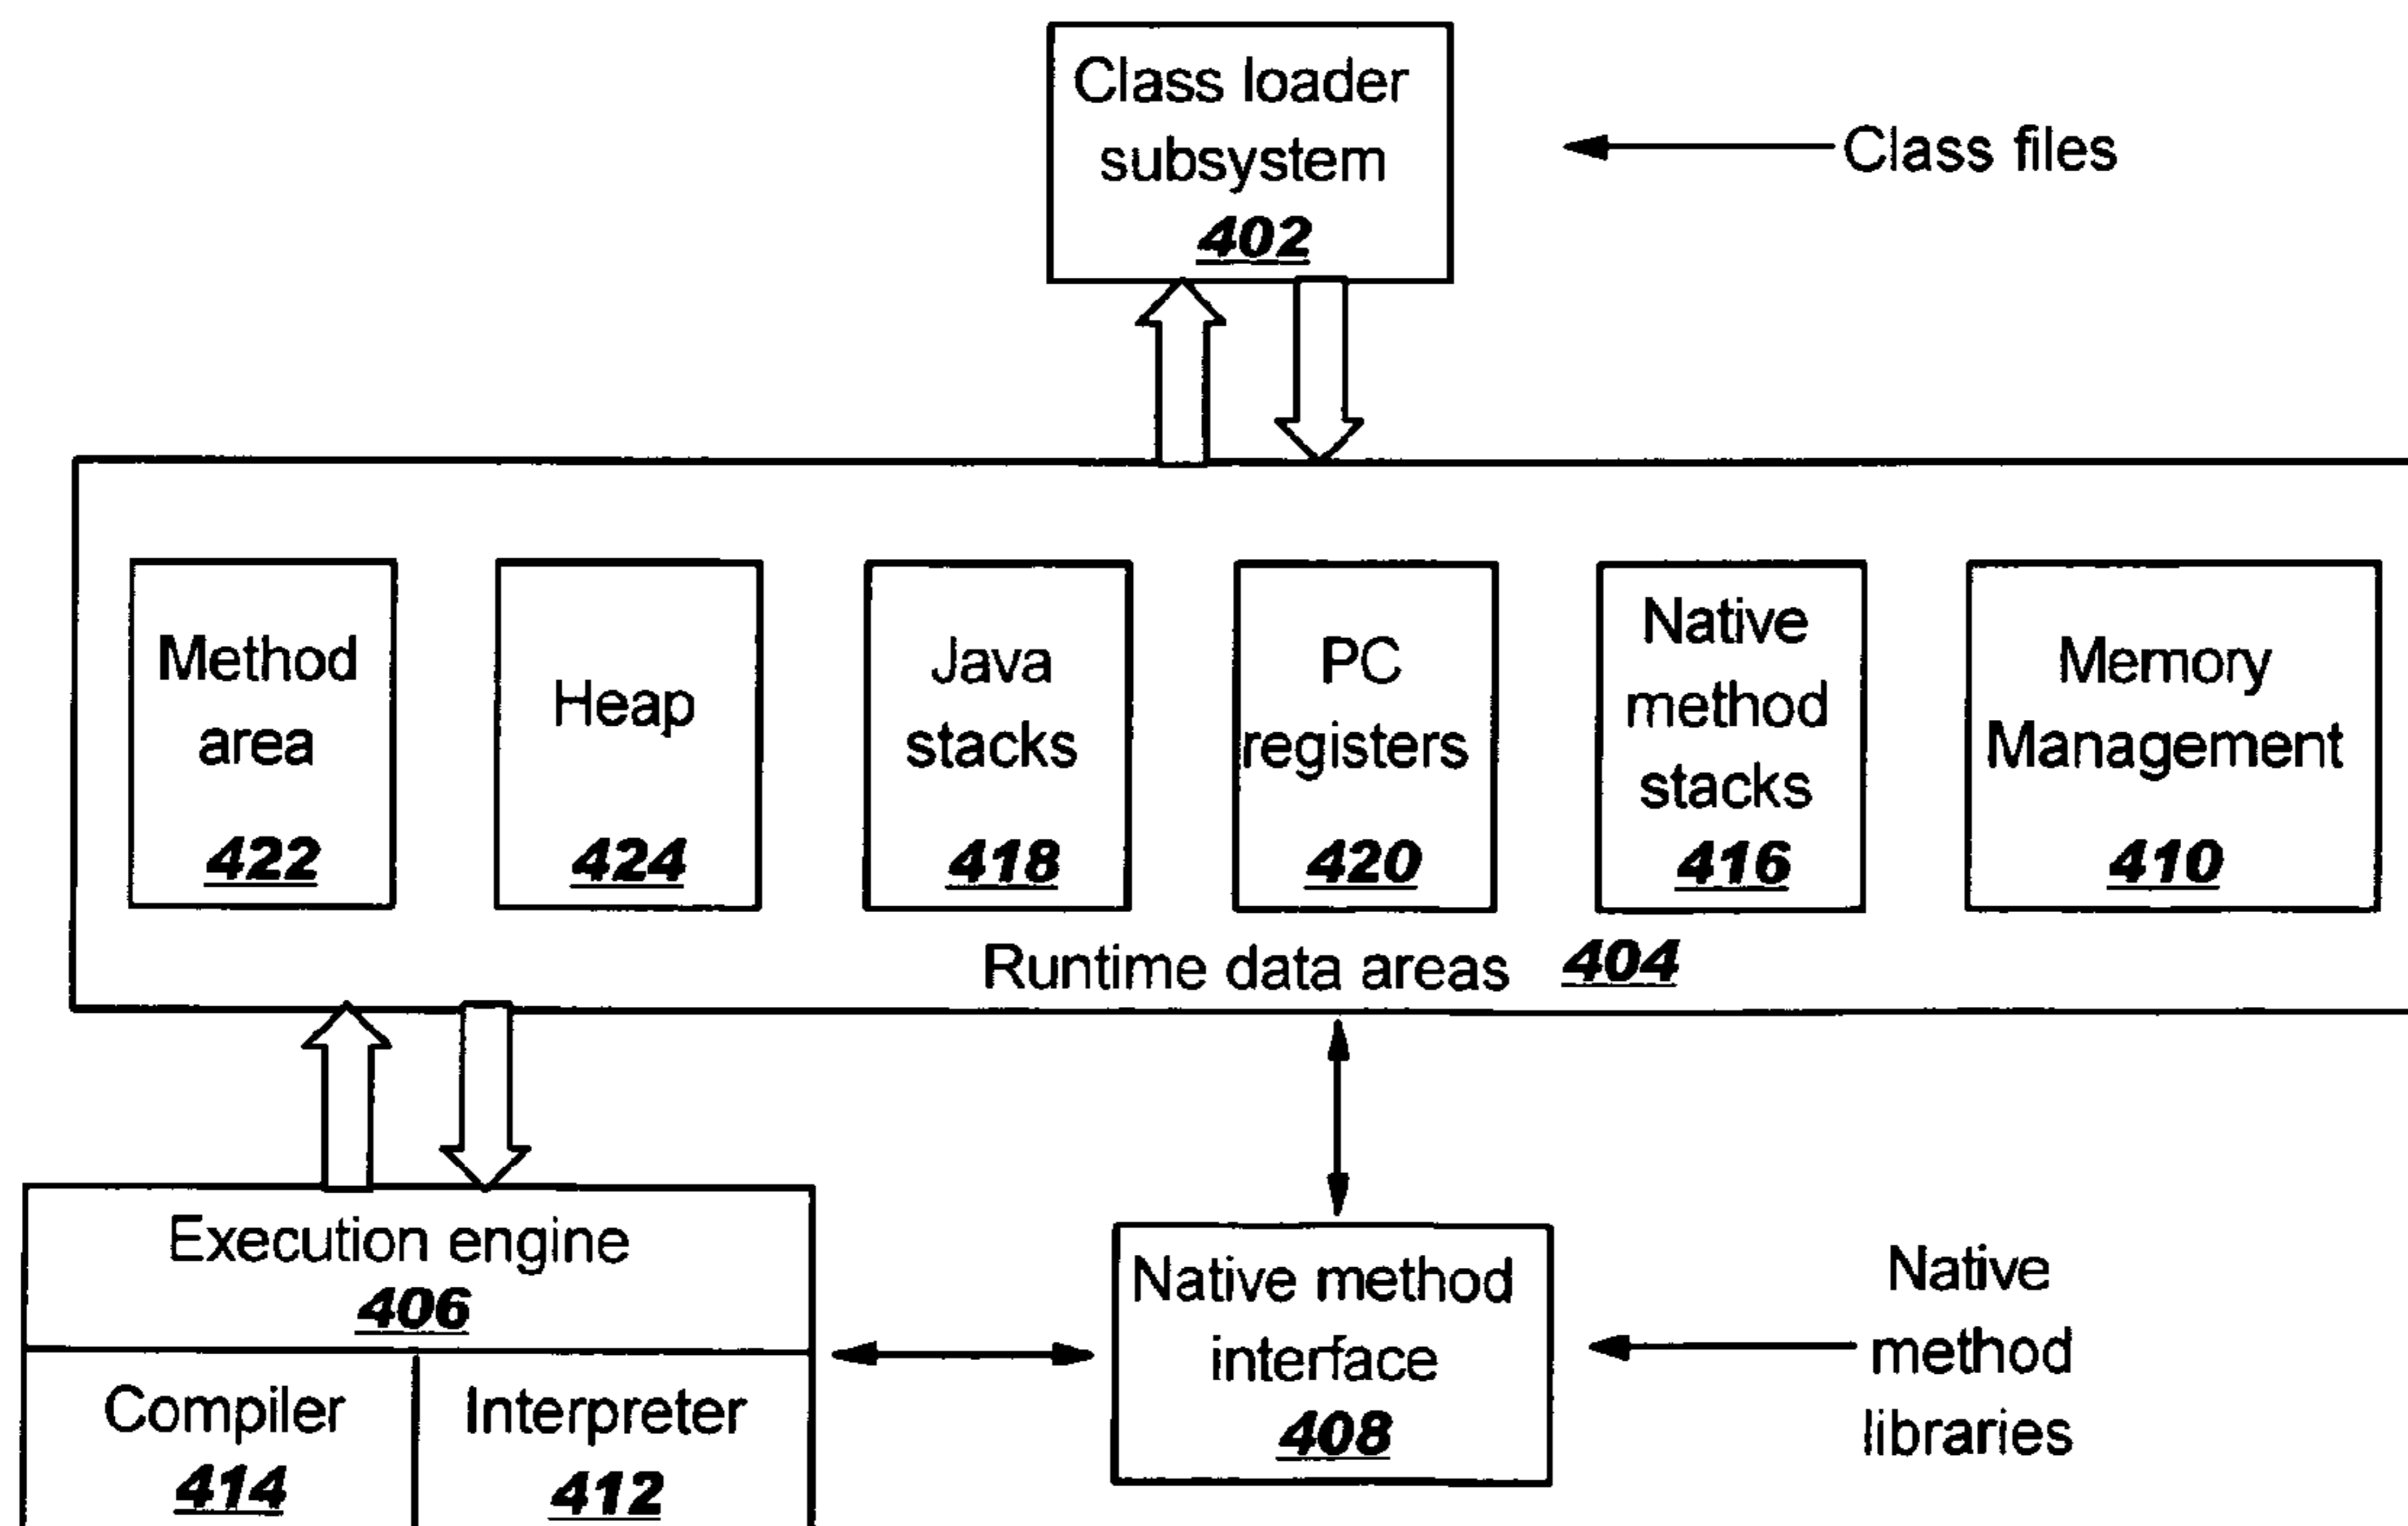 Class loader
subsystem
402
Class files
Method
area
422
Heap
424
Java
stacks
418
PC
registers
420
Native
method
stacks
416
Memory
Management
410
Runtime data areas 404
Execution engine
406
Compiler
414
Interpreter
412
Native method
interface
408
Native
method
libraries